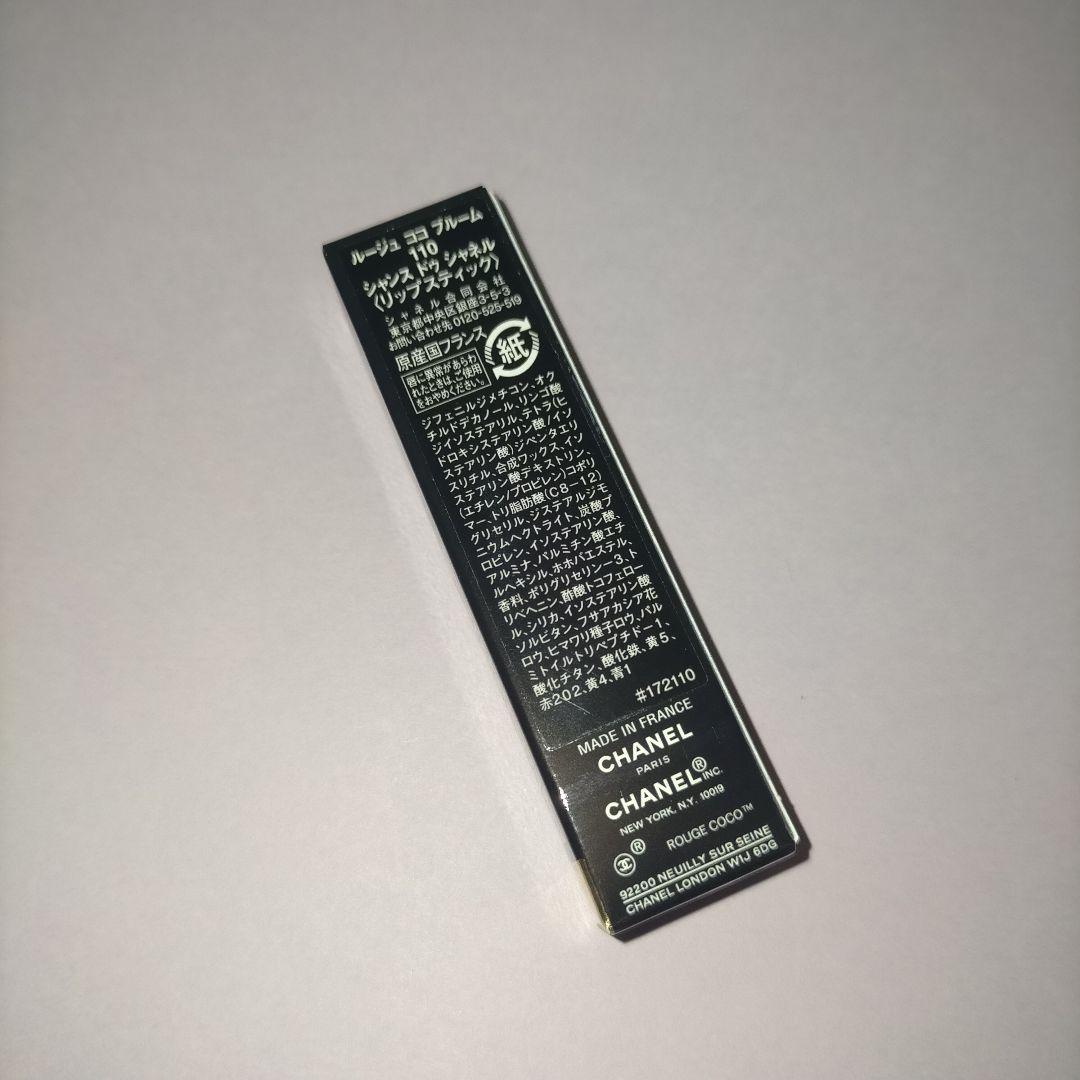 ルージュ ココ ブルーム
110
シャンス ドゥ シャネル
〈リップスティック〉
シャネル合同会社
東京都中央区銀座3-5-3
お問い合わせ先 0120-525-519
原産国フランス
紙
唇に異常があらわ
れたときは、ご使用
をおやめください。
ジフェニルジメチコン、オク
チルドデカノール、リンゴ酸
ジイソステアリル、テトラ(ヒ
ドロキシステアリン酸/イソ
ステアリン酸)ジペンタエリ
スリチル、合成ワックス、イソ
ステアリン酸デキストリン、
(エチレン/プロピレン)コポリ
マー、トリ脂肪酸(C8-12)
グリセリル、ジステアルジモ
ニウムヘクトライト、炭酸プ
ロピレン、イソステアリン酸、
アルミナ、パルミチン酸エチ
ルヘキシル、ホホバエステル、
香料、ポリグリセリン-3、ト
リベヘニン、酢酸トコフェロー
ル、シリカ、イソステアリン酸
ソルビタン、フサアカシア花
ロウ、ヒマワリ種子ロウ、パル
ミトイルトリペプチド-1、
酸化チタン、酸化鉄、黄5、
赤202、黄4、青1
#172110
MADE IN FRANCE
CHANEL
PARIS
CHANEL® INC.
NEW YORK, N.Y. 10019
® ROUGE COCO™
92200 NEUILLY SUR SEINE
CHANEL LONDON W1J 6DG